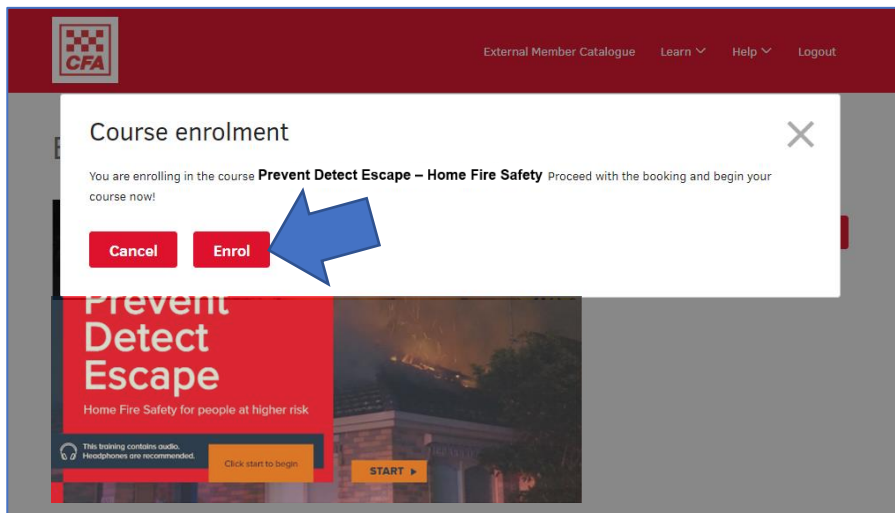 CFA
External Member Catalogue Learn Help Logout
Course enrolment
You are enrolling in the course Prevent Detect Escape – Home Fire Safety Proceed with the booking and begin your
course now!
Cancel Enrol
Prevent
Detect
Escape
Home Fire Safety for people at higher risk
This training contains audio.
Headphones are recommended.
Click start to begin
START